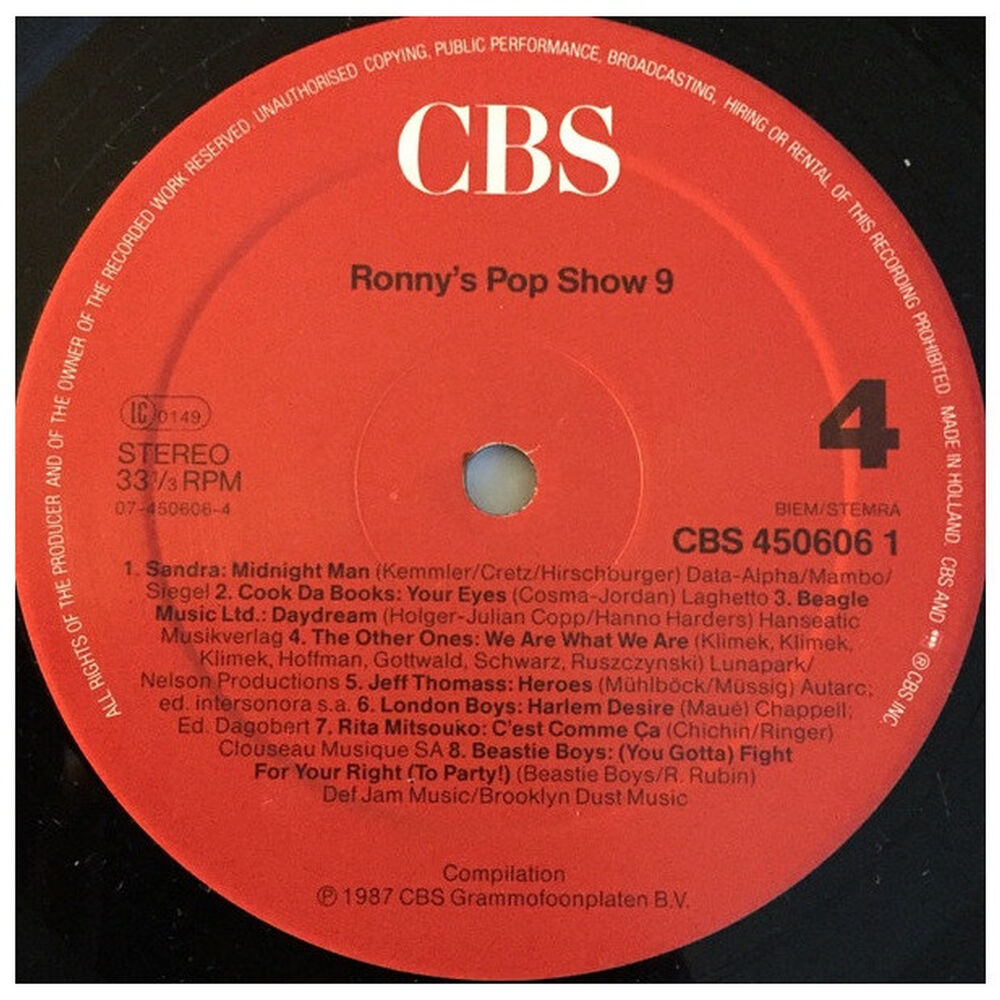 ALL RIGHTS OF THE PRODUCER AND OF THE OWNER OF THE RECORDED WORK RESERVED. UNAUTHORISED COPYING, PUBLIC PERFORMANCE, BROADCASTING, HIRING OR RENTAL OF THIS RECORDING PROHIBITED MADE IN HOLLAND CBS AND ® CBS INC.
CBS
Ronny's Pop Show 9
LC 0149
STEREO
33 1/3 RPM
07-450606-4
4
BIEM/STEMRA
CBS 450606 1
1. Sandra: Midnight Man (Kemmler/Cretz/Hirschburger) Data-Alpha/Mambo/
Siegel 2. Cook Da Books: Your Eyes (Cosma-Jordan) Laghetto 3. Beagle
Music Ltd.: Daydream (Holger-Julian Copp/Hanno Harders) Hanseatic
Musikverlag 4. The Other Ones: We Are What We Are (Klimek, Klimek,
Klimek, Hoffman, Gottwald, Schwarz, Ruszczynski) Lunapark/
Nelson Productions 5. Jeff Thomass: Heroes (Mühlböck/Müssig) Autarc;
ed. intersonora s.a. 6. London Boys: Harlem Desire (Maué) Chappell;
Ed. Dagobert 7. Rita Mitsouko: C'est Comme Ça (Chichin/Ringer)
Clouseau Musique SA 8. Beastie Boys: (You Gotta) Fight
For Your Right (To Party!) (Beastie Boys/R. Rubin)
Def Jam Music/Brooklyn Dust Music
Compilation
℗ 1987 CBS Grammofoonplaten B.V.